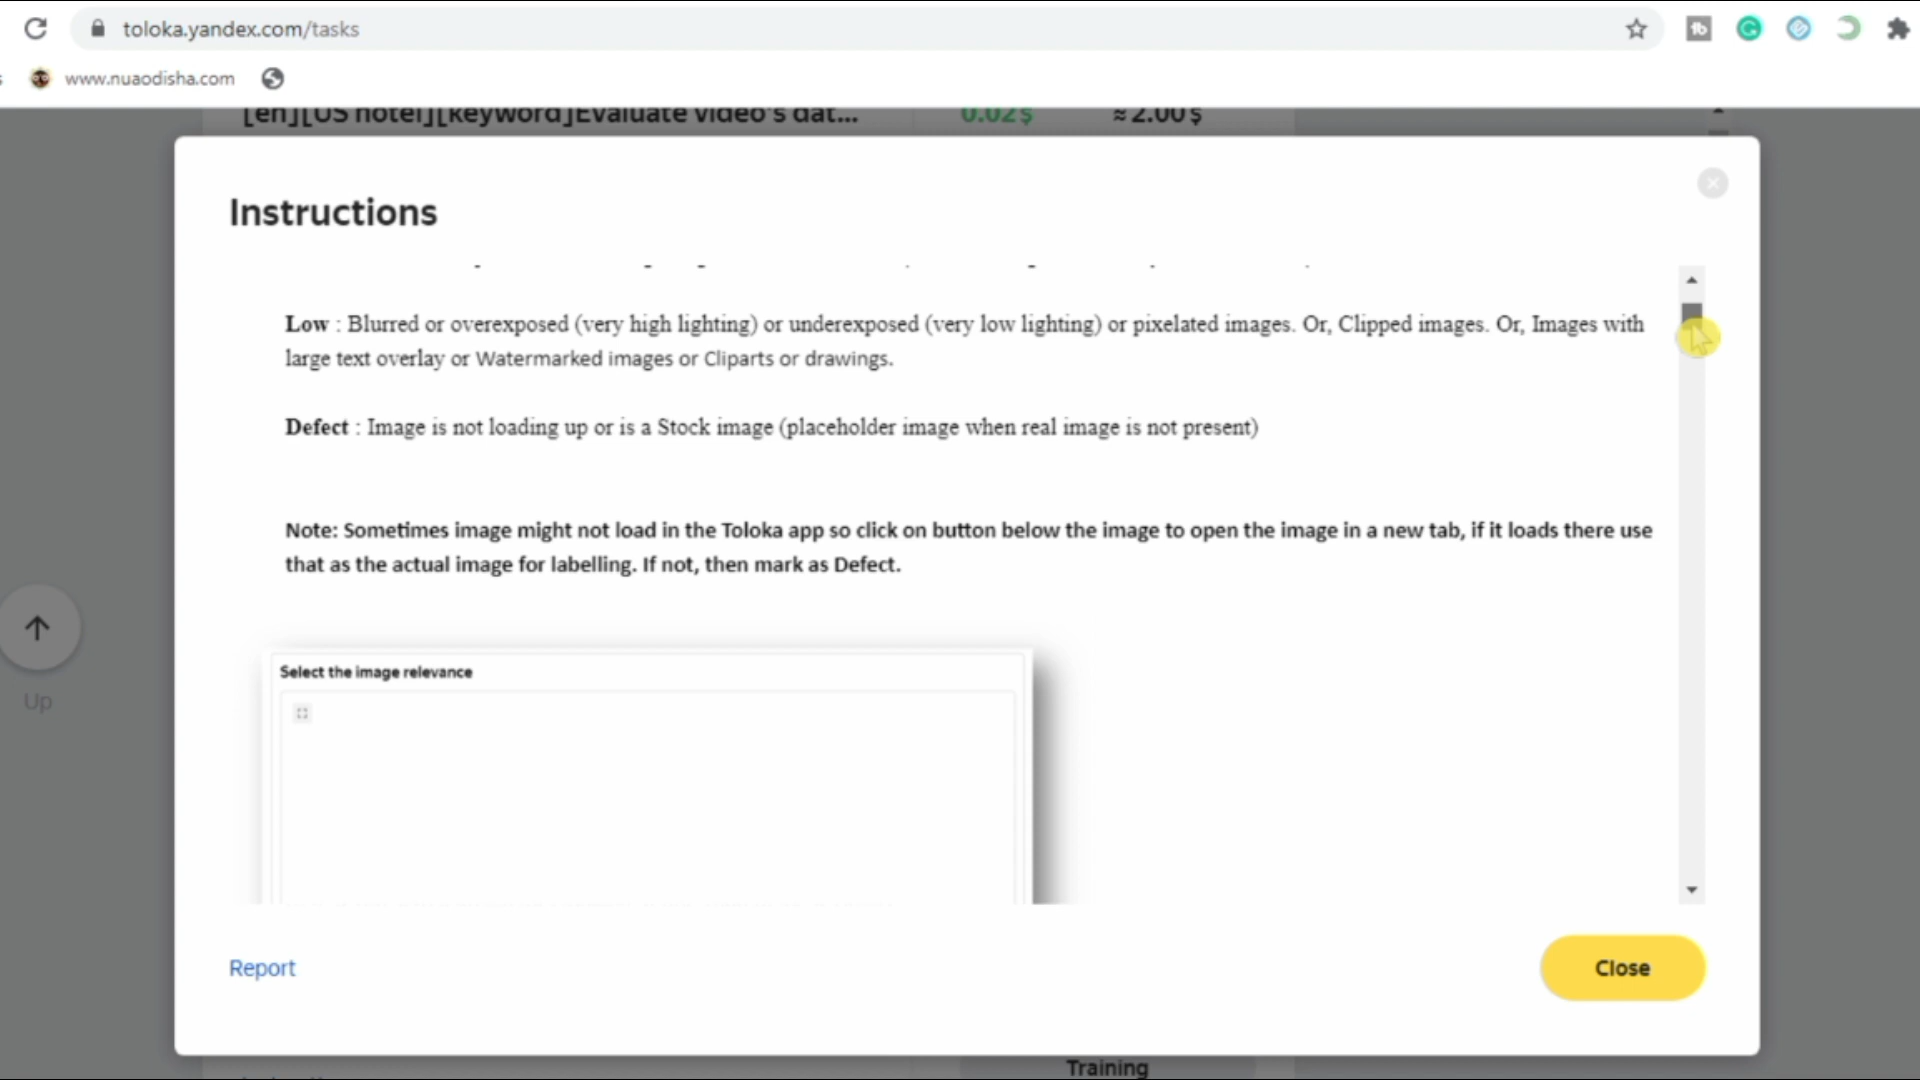 toloka.yandex.com/tasks
www.nuaodisha.com
[en][US hotel][keyword]Evaluate video's dat... 0.02$ ≈2.00$
Instructions
Low : Blurred or overexposed (very high lighting) or underexposed (very low lighting) or pixelated images. Or, Clipped images. Or, Images with
large text overlay or Watermarked images or Cliparts or drawings.
Defect : Image is not loading up or is a Stock image (placeholder image when real image is not present)
Note: Sometimes image might not load in the Toloka app so click on button below the image to open the image in a new tab, if it loads there use
that as the actual image for labelling. If not, then mark as Defect.
Up
Select the image relevance
Report
Close
Training